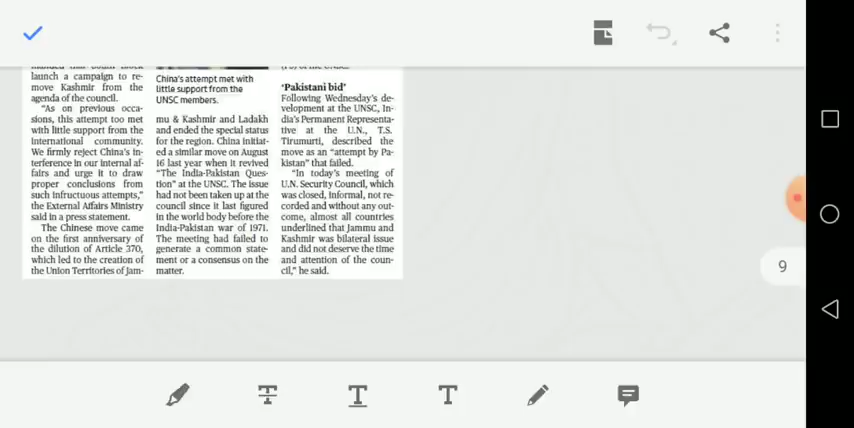 launch a campaign to re-
move Kashmir from the
agenda of the council.
"As on previous occa-
sions, this attempt too met
with little support from the
international community.
We firmly reject China's in-
terference in our internal af-
fairs and urge it to draw
proper conclusions from
such infructuous attempts,"
the External Affairs Ministry
said in a press statement.
The Chinese move came
on the first anniversary of
the dilution of Article 370,
which led to the creation of
the Union Territories of Jam-
China's attempt met with
little support from the
UNSC members.
mu & Kashmir and Ladakh
and ended the special status
for the region. China initiat-
ed a similar move on August
16 last year when it revived
"The India-Pakistan Ques-
tion" at the UNSC. The issue
had not been taken up at the
council since it last figured
in the world body before the
India-Pakistan war of 1971.
The meeting had failed to
generate a common state-
ment or a consensus on the
matter.
'Pakistani bid'
Following Wednesday's de-
velopment at the UNSC, In-
dia's Permanent Representa-
tive at the U.N., T.S.
Tirumurti, described the
move as an "attempt by Pa-
kistan" that failed.
"In today's meeting of
U.N. Security Council, which
was closed, informal, not re-
corded and without any out-
come, almost all countries
underlined that Jammu and
Kashmir was bilateral issue
and did not deserve the time
and attention of the coun-
cil," he said.
9